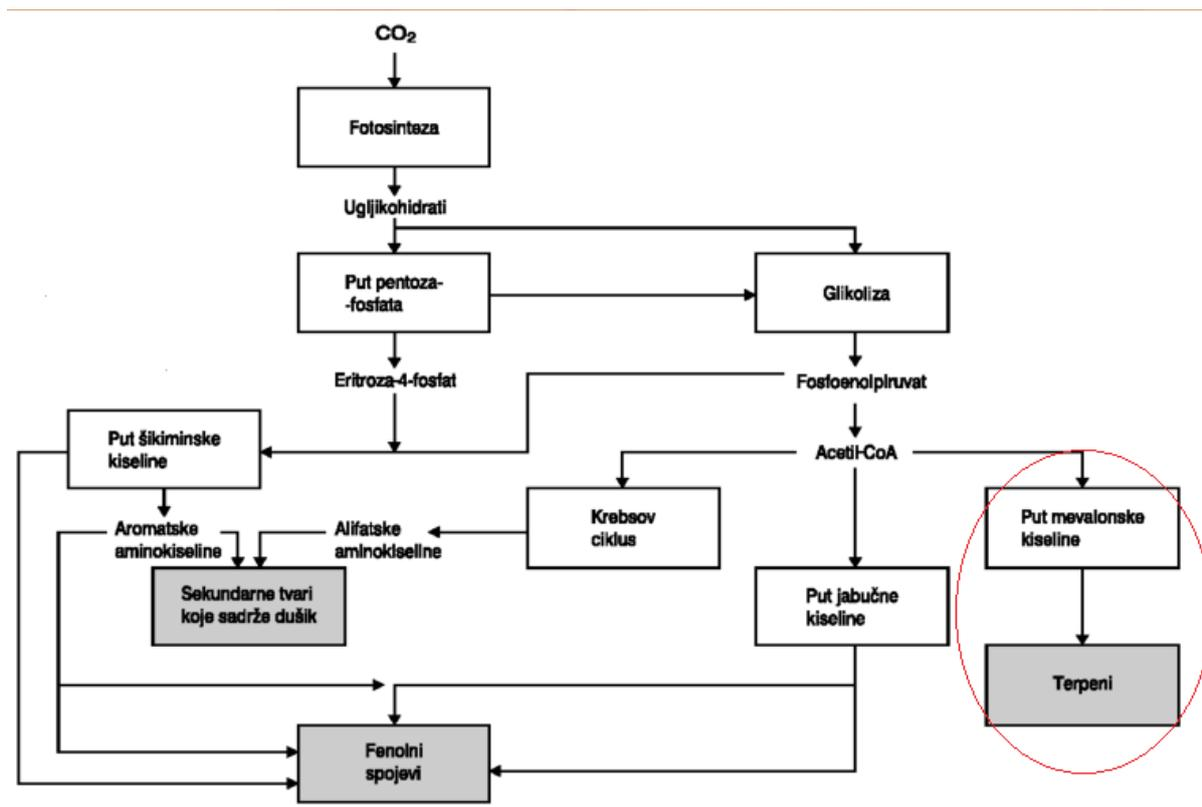 CO₂
Fotosinteza
Ugljikohidrati
Put pentoza-
-fosfata
Glikoliza
Eritroza-4-fosfat
Fosfoenolpiruvat
Put šikiminske
kiseline
Acetil-CoA
Aromatske
aminokiseline
Alifatske
aminokiseline
Krebsov
ciklus
Put mevalonske
kiseline
Sekundarne tvari
koje sadrže dušik
Put jabučne
kiseline
Terpeni
Fenolni
spojevi